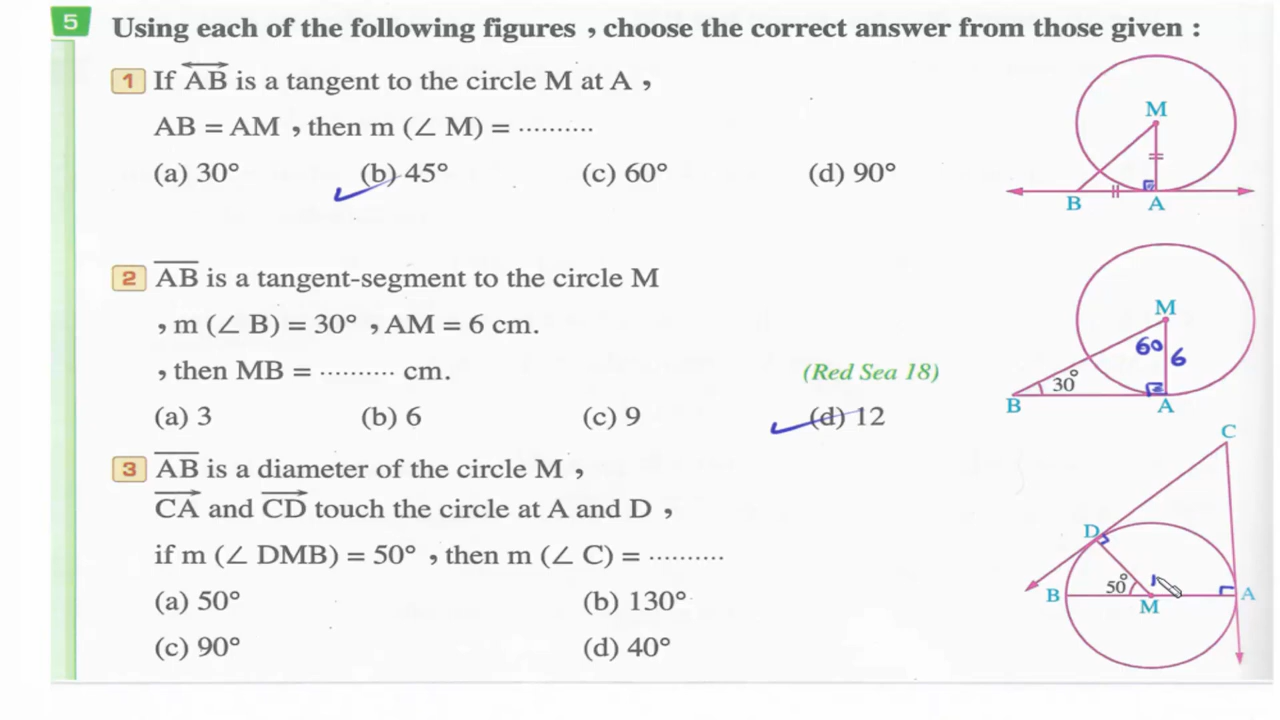 5 Using each of the following figures , choose the correct answer from those given :
1 If AB is a tangent to the circle M at A ,
AB = AM , then m (∠ M) = ..........
(a) 30° (b) 45° (c) 60° (d) 90°
M
B A
2 AB is a tangent-segment to the circle M
, m (∠ B) = 30° , AM = 6 cm.
, then MB = .......... cm.
(Red Sea 18)
(a) 3 (b) 6 (c) 9 (d) 12
M
60 6
30°
B A
3 AB is a diameter of the circle M ,
CA and CD touch the circle at A and D ,
if m (∠ DMB) = 50° , then m (∠ C) = ..........
(a) 50° (b) 130°
(c) 90° (d) 40°
C
D
B 50° M A